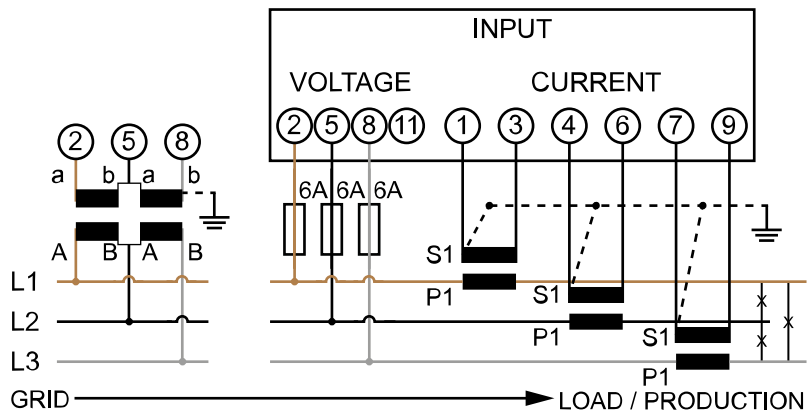 INPUT
VOLTAGE CURRENT
2 5 8 2 5 8 11 1 3 4 6 7 9
a b a b
6A 6A 6A
A B A B
S1
L1
P1 S1
L2
P1 S1
L3
P1
GRID LOAD / PRODUCTION
x
x
x